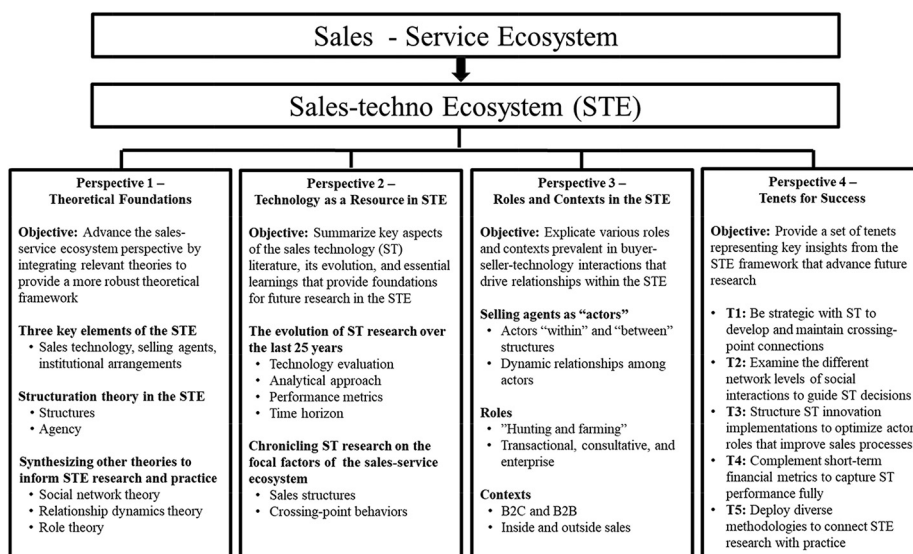 Sales - Service Ecosystem
Sales-techno Ecosystem (STE)
Perspective 1 –
Theoretical Foundations
Objective: Advance the sales-
service ecosystem perspective by
integrating relevant theories to
provide a more robust theoretical
framework
Three key elements of the STE
• Sales technology, selling agents,
institutional arrangements
Structuration theory in the STE
• Structures
• Agency
Synthesizing other theories to
inform STE research and practice
• Social network theory
• Relationship dynamics theory
• Role theory
Perspective 2 –
Technology as a Resource in STE
Objective: Summarize key aspects
of the sales technology (ST)
literature, its evolution, and essential
learnings that provide foundations
for future research in the STE
The evolution of ST research over
the last 25 years
• Technology evaluation
• Analytical approach
• Performance metrics
• Time horizon
Chronicling ST research on the
focal factors of the sales-service
ecosystem
• Sales structures
• Crossing-point behaviors
Perspective 3 –
Roles and Contexts in the STE
Objective: Explicate various roles
and contexts prevalent in buyer-
seller-technology interactions that
drive relationships within the STE
Selling agents as “actors”
• Actors “within” and “between”
structures
• Dynamic relationships among
actors
Roles
• ”Hunting and farming”
• Transactional, consultative, and
enterprise
Contexts
• B2C and B2B
• Inside and outside sales
Perspective 4 –
Tenets for Success
Objective: Provide a set of tenets
representing key insights from the
STE framework that advance future
research
• T1: Be strategic with ST to
develop and maintain crossing-
point connections
• T2: Examine the different
network levels of social
interactions to guide ST decisions
• T3: Structure ST innovation
implementations to optimize actor
roles that improve sales processes
• T4: Complement short-term
financial metrics to capture ST
performance fully
• T5: Deploy diverse
methodologies to connect STE
research with practice